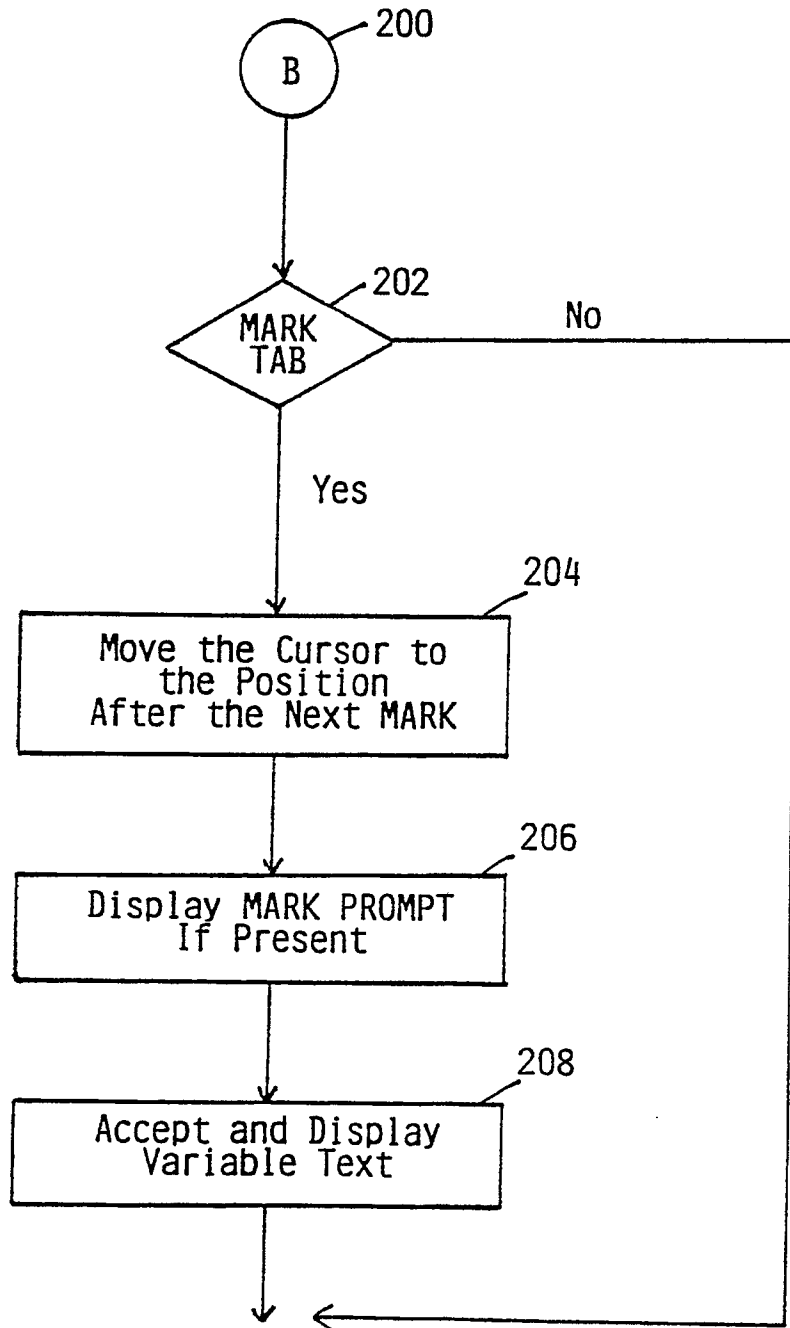 200
B
202
MARK
TAB
No
Yes
204
Move the Cursor to
the Position
After the Next MARK
206
Display MARK PROMPT
If Present
208
Accept and Display
Variable Text